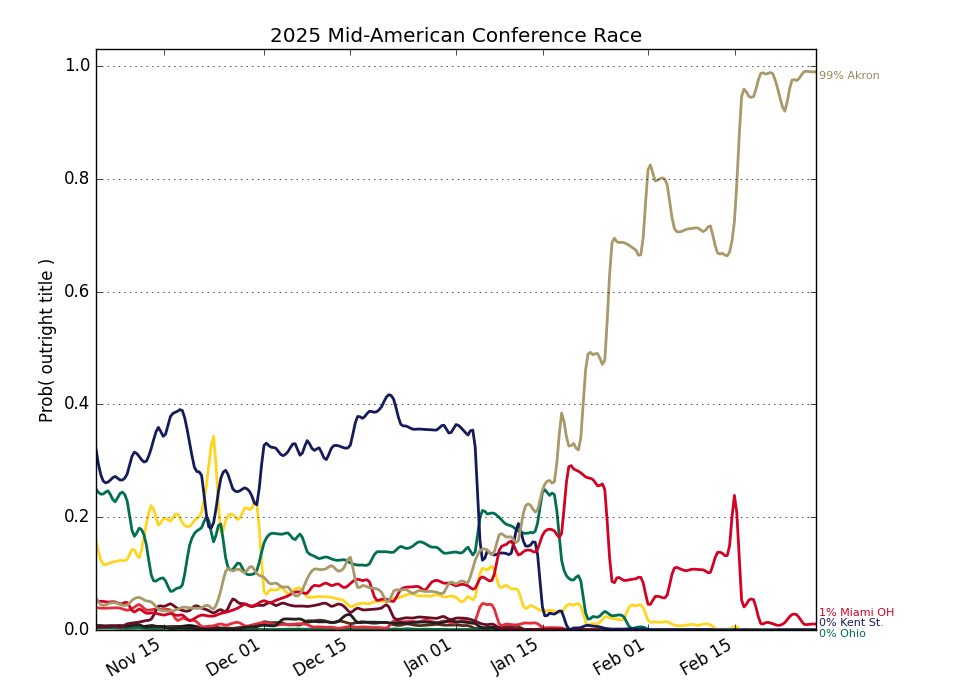 2025 Mid-American Conference Race
Prob( outright title )
1.0
0.8
0.6
0.4
0.2
0.0
Nov 15
Dec 01
Dec 15
Jan 01
Jan 15
Feb 01
Feb 15
99% Akron
1% Miami OH
0% Kent St.
0% Ohio